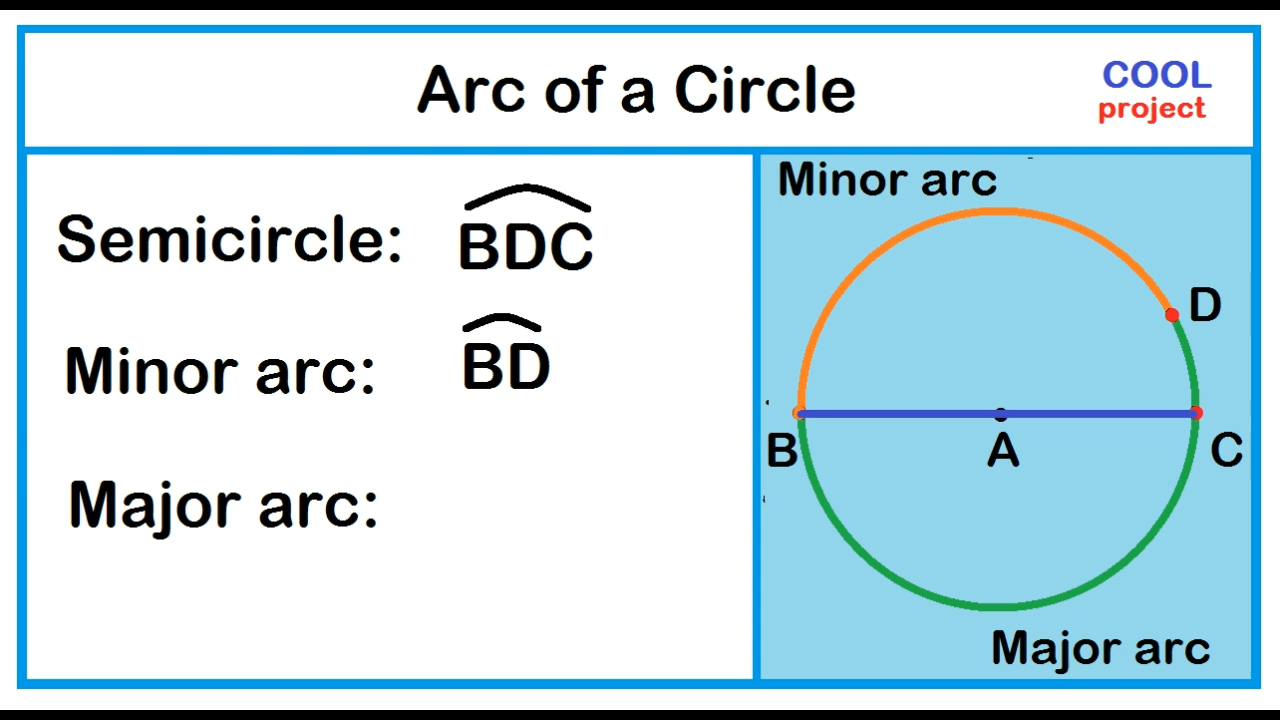 Arc of a Circle
COOL
project
Semicircle: BDC
Minor arc: BD
Major arc:
Minor arc
D
B
A
C
Major arc